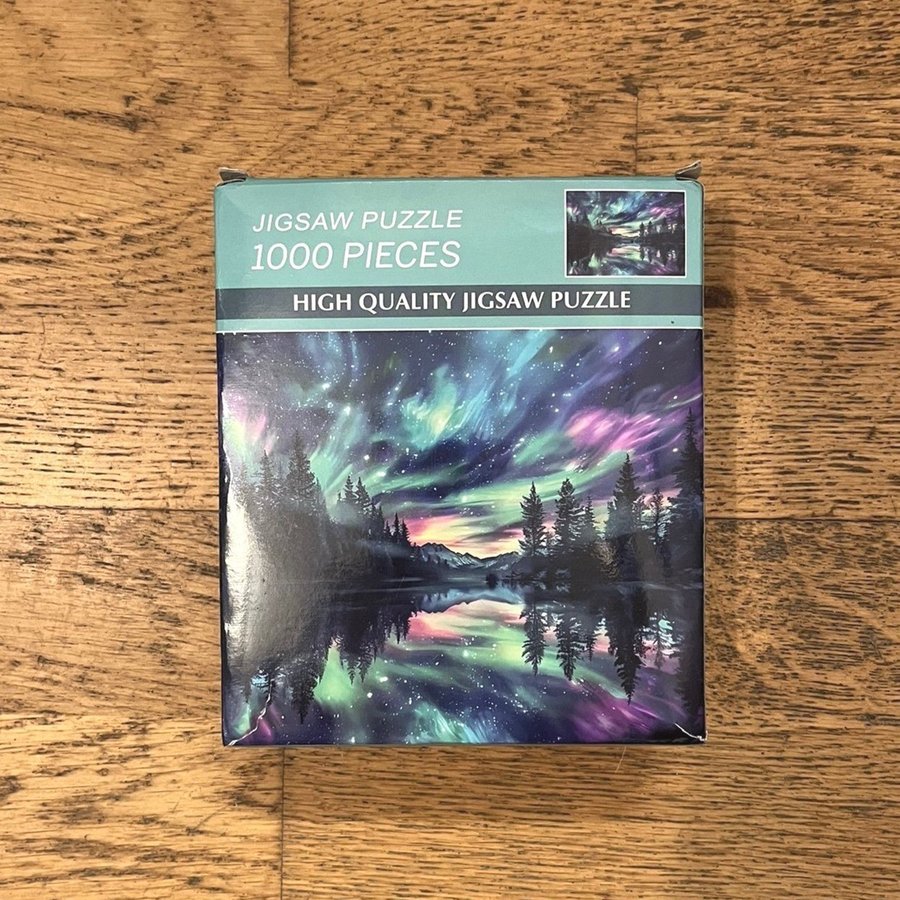 JIGSAW PUZZLE
1000 PIECES
HIGH QUALITY JIGSAW PUZZLE